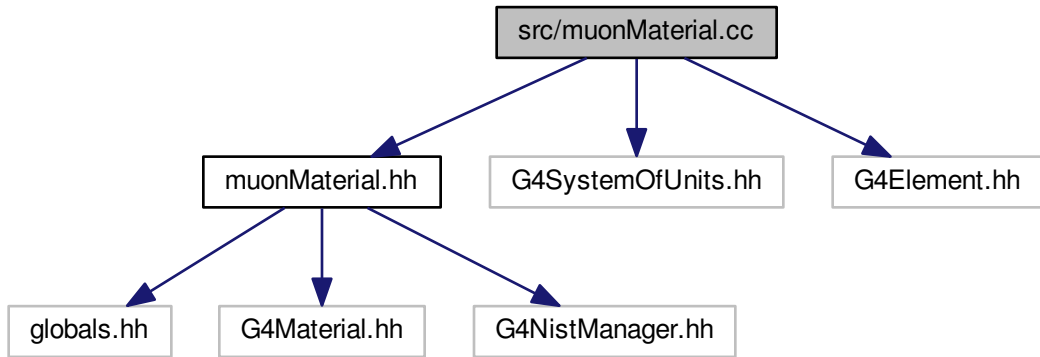 src/muonMaterial.cc
muonMaterial.hh
G4SystemOfUnits.hh
G4Element.hh
globals.hh
G4Material.hh
G4NistManager.hh